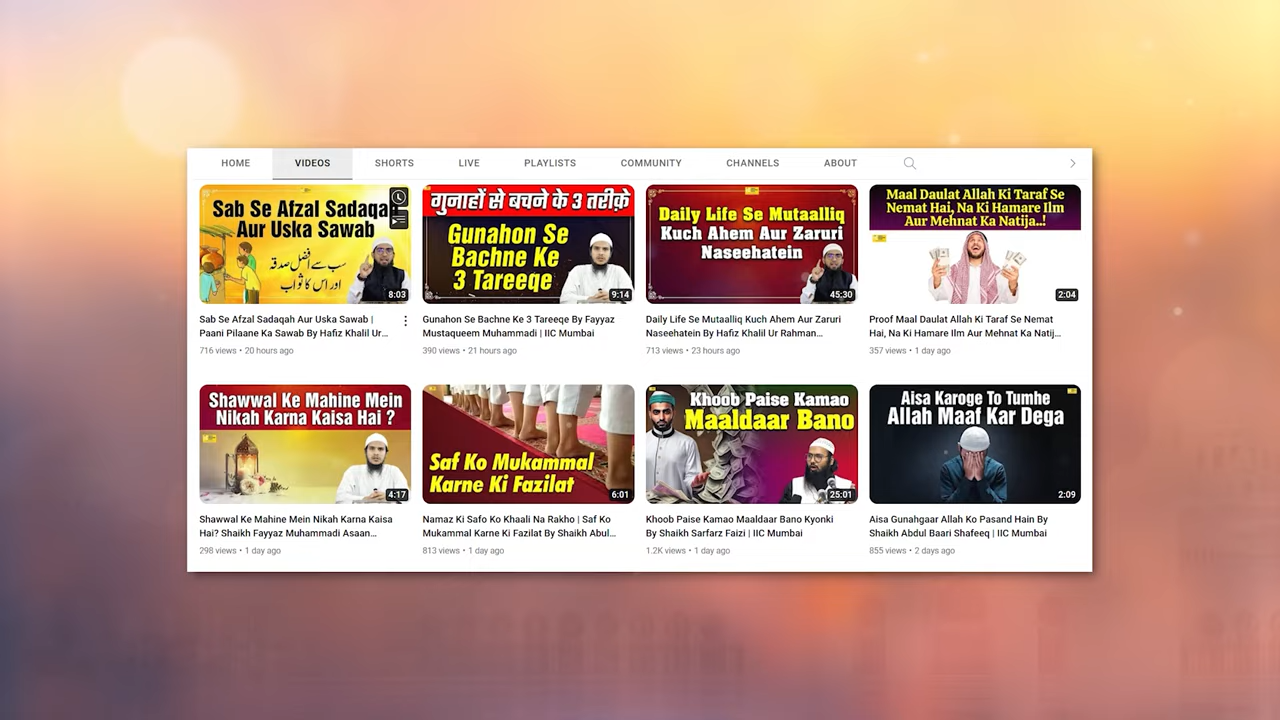 HOME VIDEOS SHORTS LIVE PLAYLISTS COMMUNITY CHANNELS ABOUT
Sab Se Afzal Sadaqa
Aur Uska Sawab
سب سے افضل صدقہ
اور اس کا ثواب
8:03
Sab Se Afzal Sadaqah Aur Uska Sawab |
Paani Pilaane Ka Sawab By Hafiz Khalil Ur...
716 views • 20 hours ago
गुनाहों से बचने के 3 तरीक़े
Gunahon Se
Bachne Ke
3 Tareeqe
9:14
Gunahon Se Bachne Ke 3 Tareeqe By Fayyaz
Mustaqueem Muhammadi | IIC Mumbai
390 views • 21 hours ago
Daily Life Se Mutaalliq
Kuch Ahem Aur Zaruri
Naseehatein
45:30
Daily Life Se Mutaalliq Kuch Ahem Aur Zaruri
Naseehatein By Hafiz Khalil Ur Rahman...
713 views • 23 hours ago
Maal Daulat Allah Ki Taraf Se
Nemat Hai, Na Ki Hamare Ilm
Aur Mehnat Ka Natija..!
2:04
Proof Maal Daulat Allah Ki Taraf Se Nemat
Hai, Na Ki Hamare Ilm Aur Mehnat Ka Natij...
357 views • 1 day ago
Shawwal Ke Mahine Mein
Nikah Karna Kaisa Hai ?
4:17
Shawwal Ke Mahine Mein Nikah Karna Kaisa
Hai? Shaikh Fayyaz Muhammadi Asaan...
298 views • 1 day ago
Saf Ko Mukammal
Karne Ki Fazilat
6:01
Namaz Ki Safo Ko Khaali Na Rakho | Saf Ko
Mukammal Karne Ki Fazilat By Shaikh Abul...
813 views • 1 day ago
Khoob Paise Kamao
Maaldaar Bano
25:01
Khoob Paise Kamao Maaldaar Bano Kyonki
By Shaikh Sarfarz Faizi | IIC Mumbai
1.2K views • 1 day ago
Aisa Karoge To Tumhe
Allah Maaf Kar Dega
2:09
Aisa Gunahgaar Allah Ko Pasand Hain By
Shaikh Abdul Baari Shafeeq | IIC Mumbai
855 views • 2 days ago